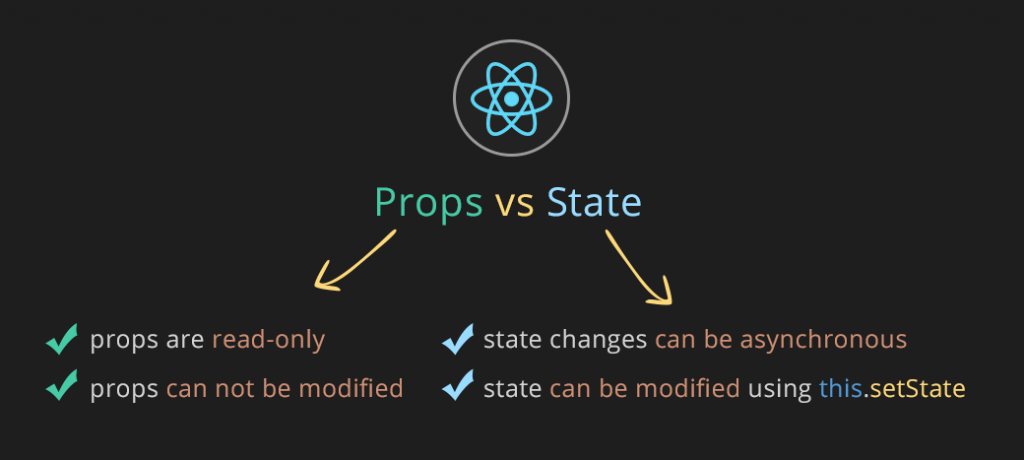 Props vs State
props are read-only
props can not be modified
state changes can be asynchronous
state can be modified using this.setState